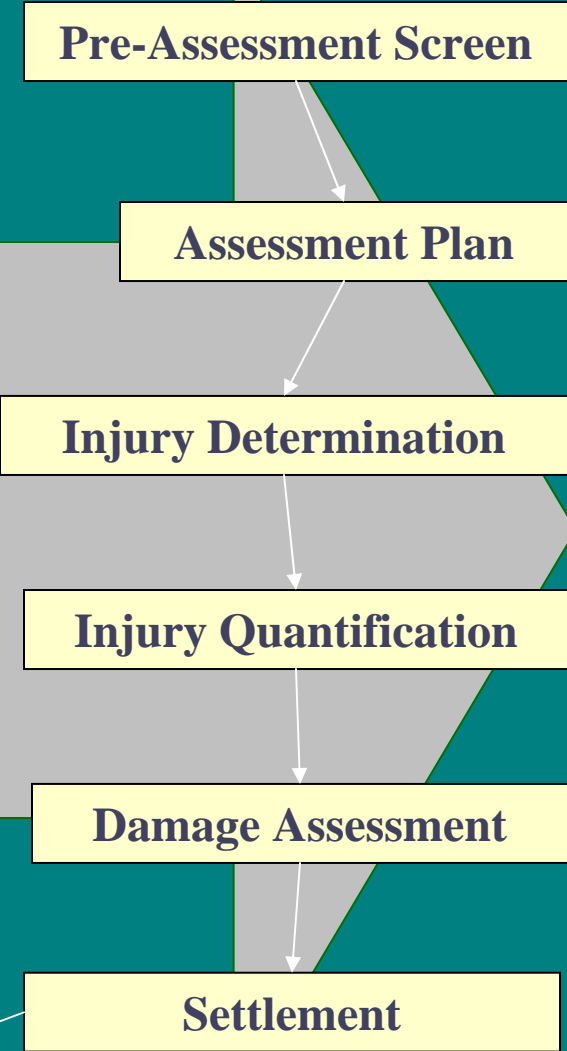 Pre-Assessment Screen
Assessment Plan
Injury Determination
Injury Quantification
Damage Assessment
Settlement